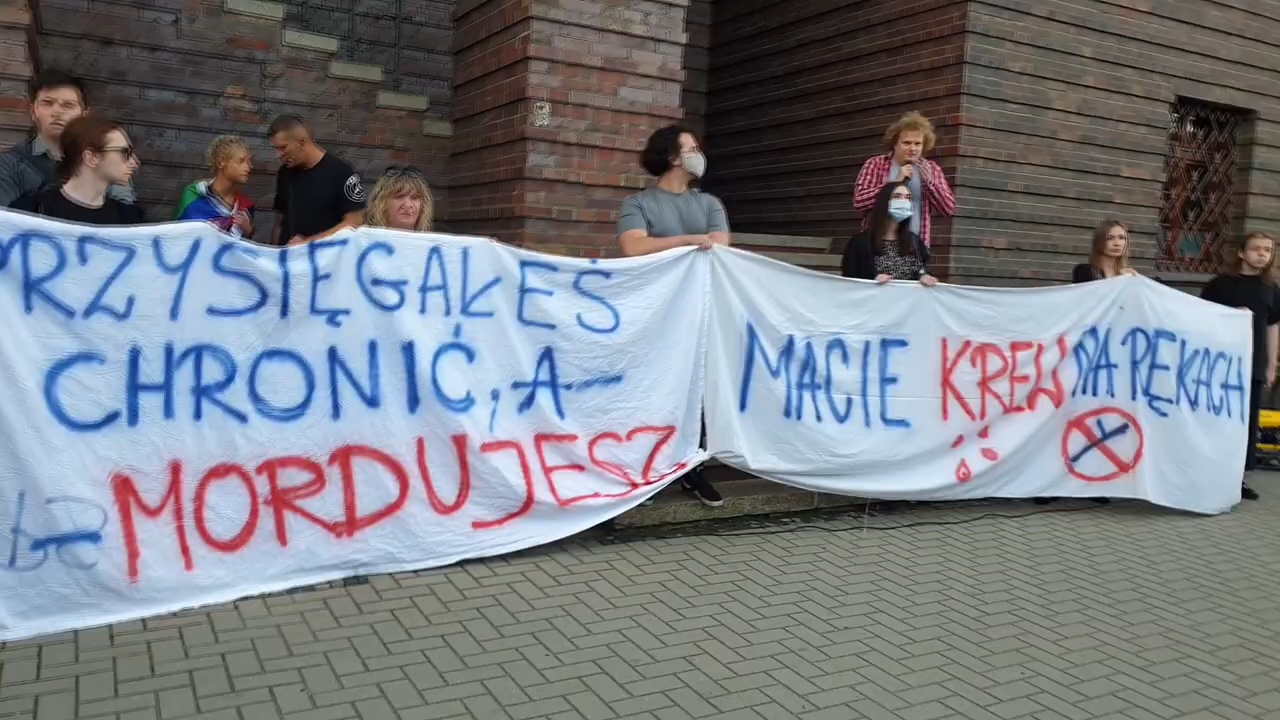 PRZYSIĘGAŁEŚ
CHRONIĆ, A—
MORDUJESZ
MACIE KREW NA RĘKACH